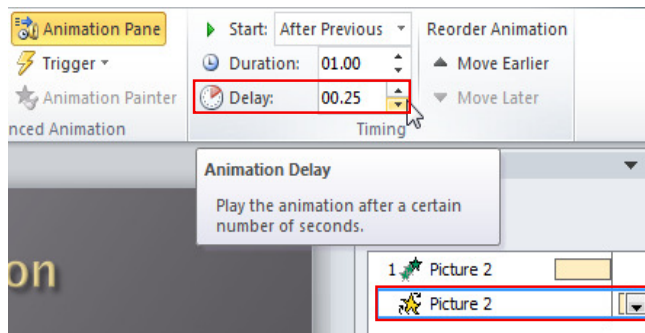 Animation Pane
Start: After Previous
Reorder Animation
Trigger
Duration: 01.00
Move Earlier
Animation Painter
Delay: 00.25
Move Later
nced Animation
Timing
Animation Delay
Play the animation after a certain
number of seconds.
on
1 Picture 2
Picture 2